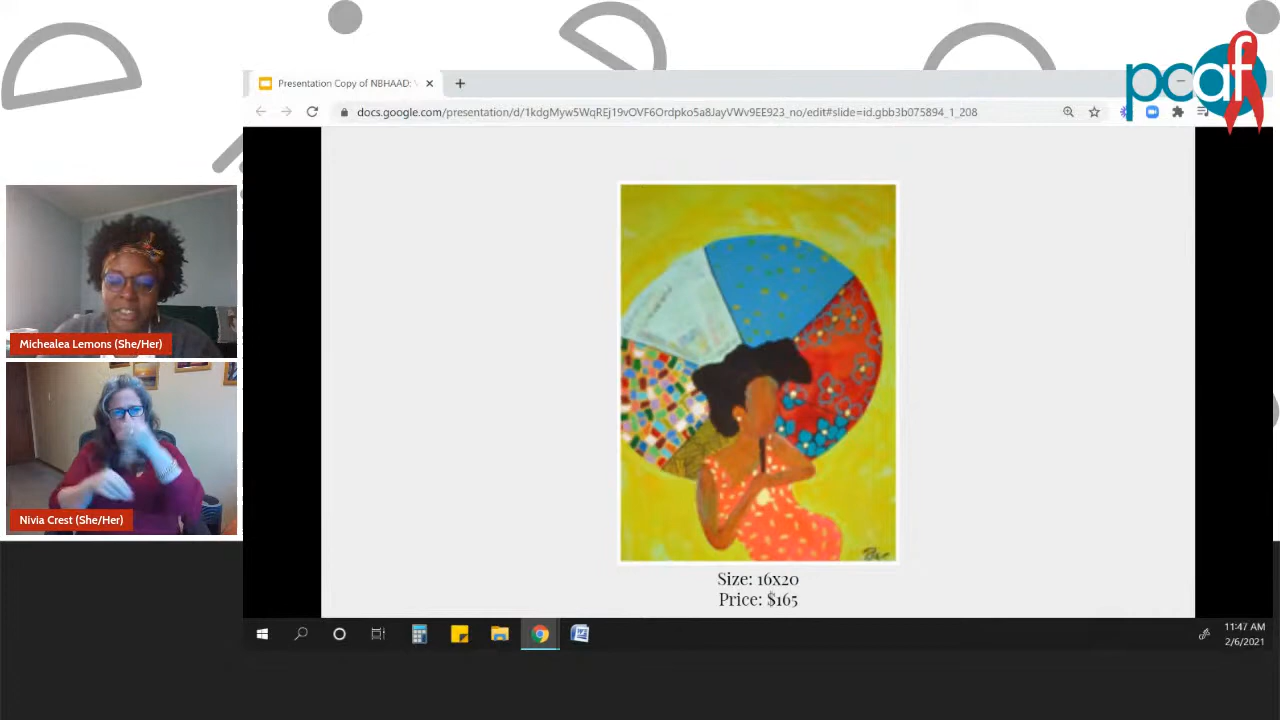 pcaf
Presentation Copy of NBHAAD:
docs.google.com/presentation/d/1kdgMyw5WqREj19vOVF6Ordpko5a8JayVWv9EE923_no/edit#slide=id.gbb3b075894_1_208
Michealea Lemons (She/Her)
Nivia Crest (She/Her)
Size: 16x20
Price: $165
11:47 AM
2/6/2021